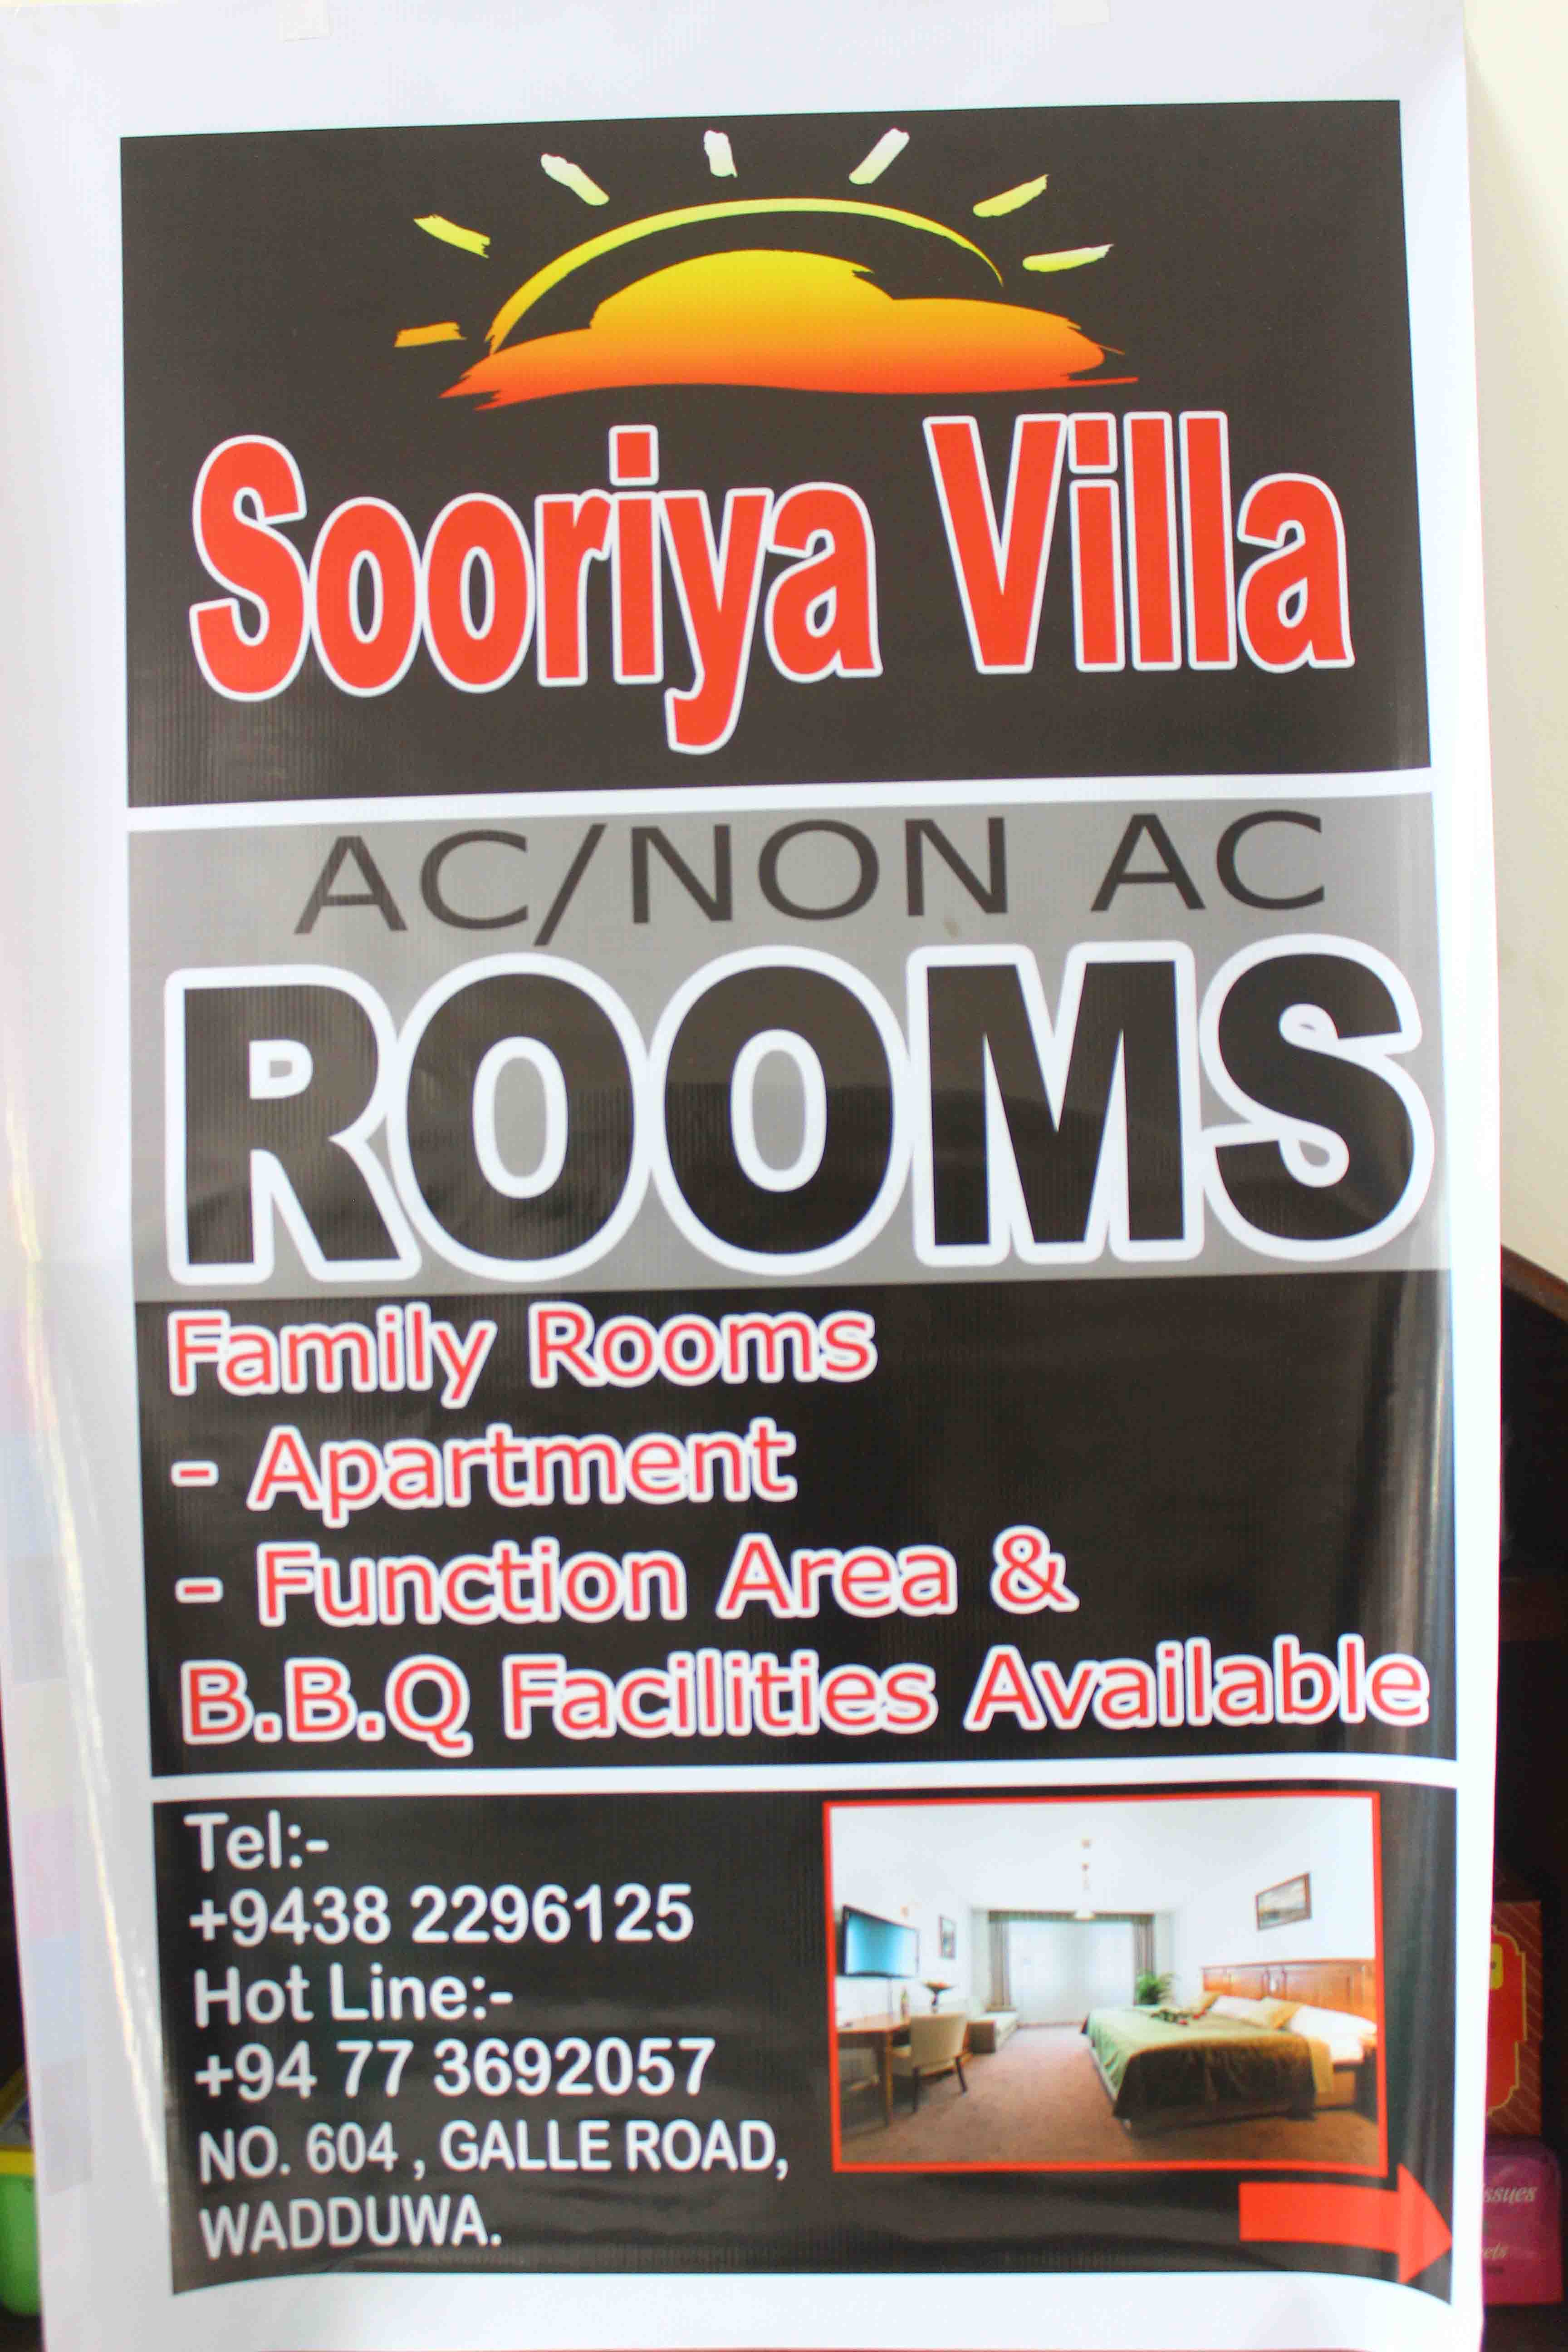 Sooriya Villa
AC/NON AC
ROOMS
Family Rooms
- Apartment
- Function Area &
B.B.Q Facilities Available
Tel:-
+9438 2296125
Hot Line:-
+94 77 3692057
NO. 604 , GALLE ROAD,
WADDUWA.